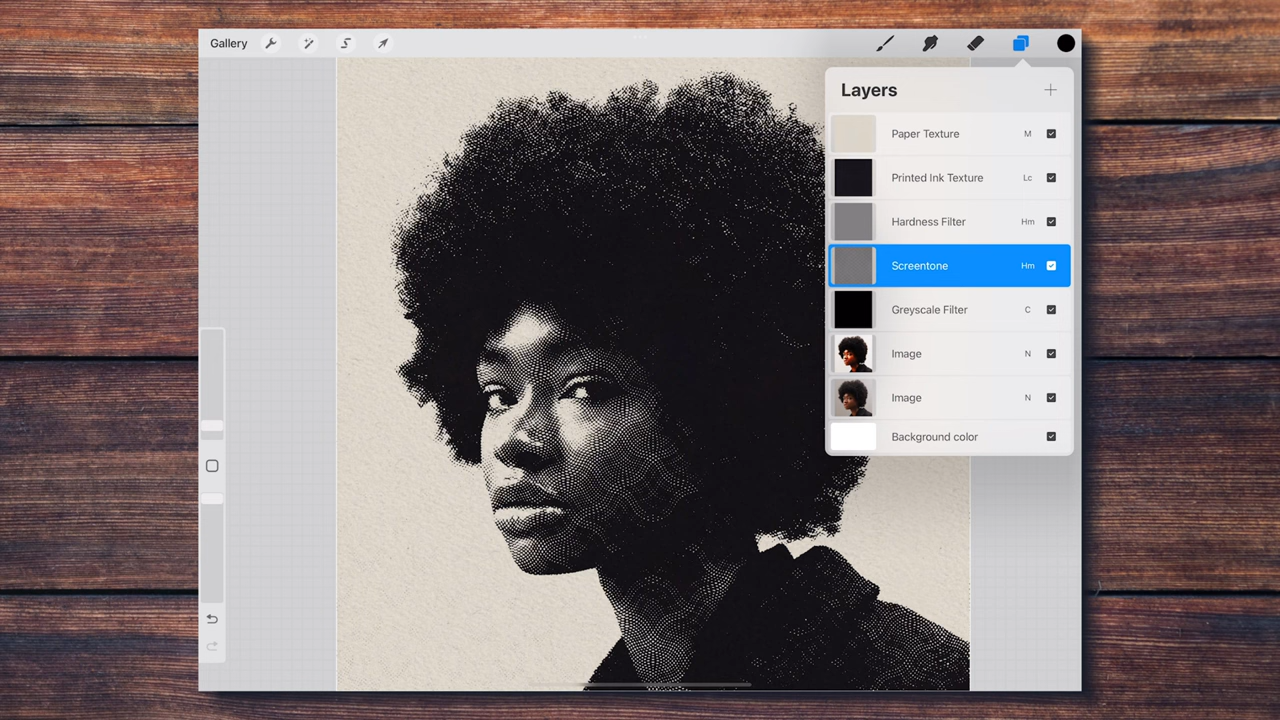 Gallery
Layers
Paper Texture M
Printed Ink Texture Lc
Hardness Filter Hm
Screentone Hm
Greyscale Filter C
Image N
Image N
Background color